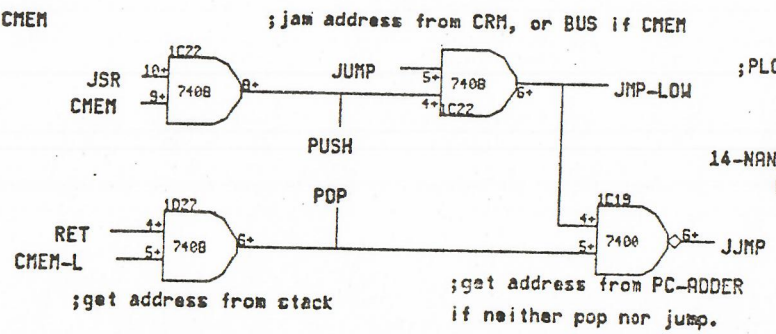 CMEM
;jam address from CRM, or BUS if CMEM
1C22
JSR
10+
7408
8+
CMEM
9+
PUSH
JUMP
5+
7408
6+
4+
1C22
JMP-LOW
;PLC
14-NAN
POP
1D27
RET
4+
7408
6+
CMEM-L
5+
1C19
4+
7400
6+
5+
JJMP
;get address from stack
;get address from PC-ADDER
if neither pop nor jump.